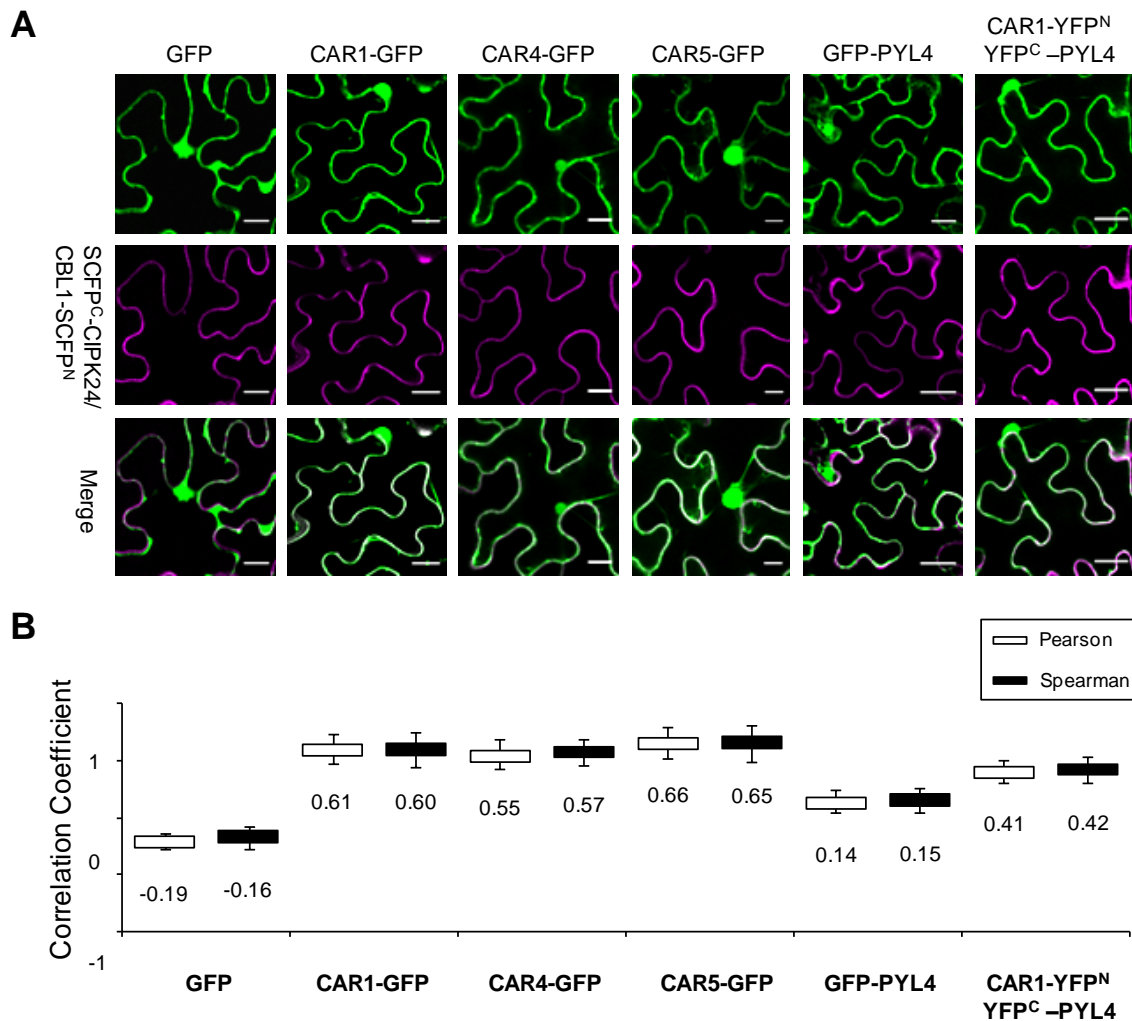 A
GFP
CAR1-GFP
CAR4-GFP
CAR5-GFP
GFP-PYL4
CAR1-YFPᴺ
YFPᶜ –PYL4
SCFPᶜ-CIPK24/
CBL1-SCFPᴺ
Merge
B
Pearson
Spearman
Correlation Coefficient
1
0
-1
-0.19
-0.16
0.61
0.60
0.55
0.57
0.66
0.65
0.14
0.15
0.41
0.42
GFP
CAR1-GFP
CAR4-GFP
CAR5-GFP
GFP-PYL4
CAR1-YFPᴺ
YFPᶜ –PYL4